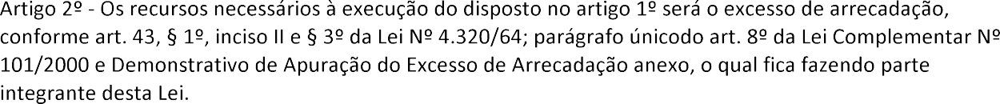 Artigo 2º - Os recursos necessários à execução do disposto no artigo 1º será o excesso de arrecadação,
conforme art. 43, § 1º, inciso II e § 3º da Lei Nº 4.320/64; parágrafo únicodo art. 8º da Lei Complementar Nº
101/2000 e Demonstrativo de Apuração do Excesso de Arrecadação anexo, o qual fica fazendo parte
integrante desta Lei.